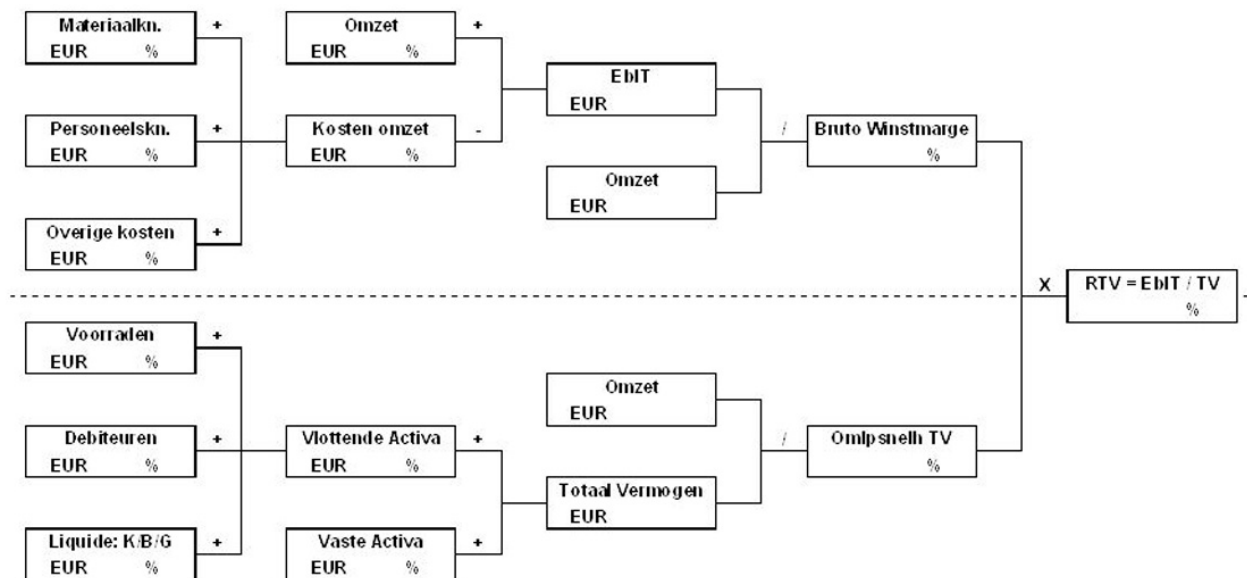 Materiaalkn. +
EUR %
Omzet +
EUR %
EbIT
EUR
Personeelskn. +
EUR %
Kosten omzet -
EUR %
/
Bruto Winstmarge
%
Omzet
EUR
Overige kosten +
EUR %
X
RTV = EbIT / TV
%
Voorraden +
EUR %
Omzet
EUR
Debiteuren +
EUR %
Vlottende Activa +
EUR %
/
Omlpsnelh TV
%
Totaal Vermogen
EUR
Liquide: K/B/G +
EUR %
Vaste Activa +
EUR %